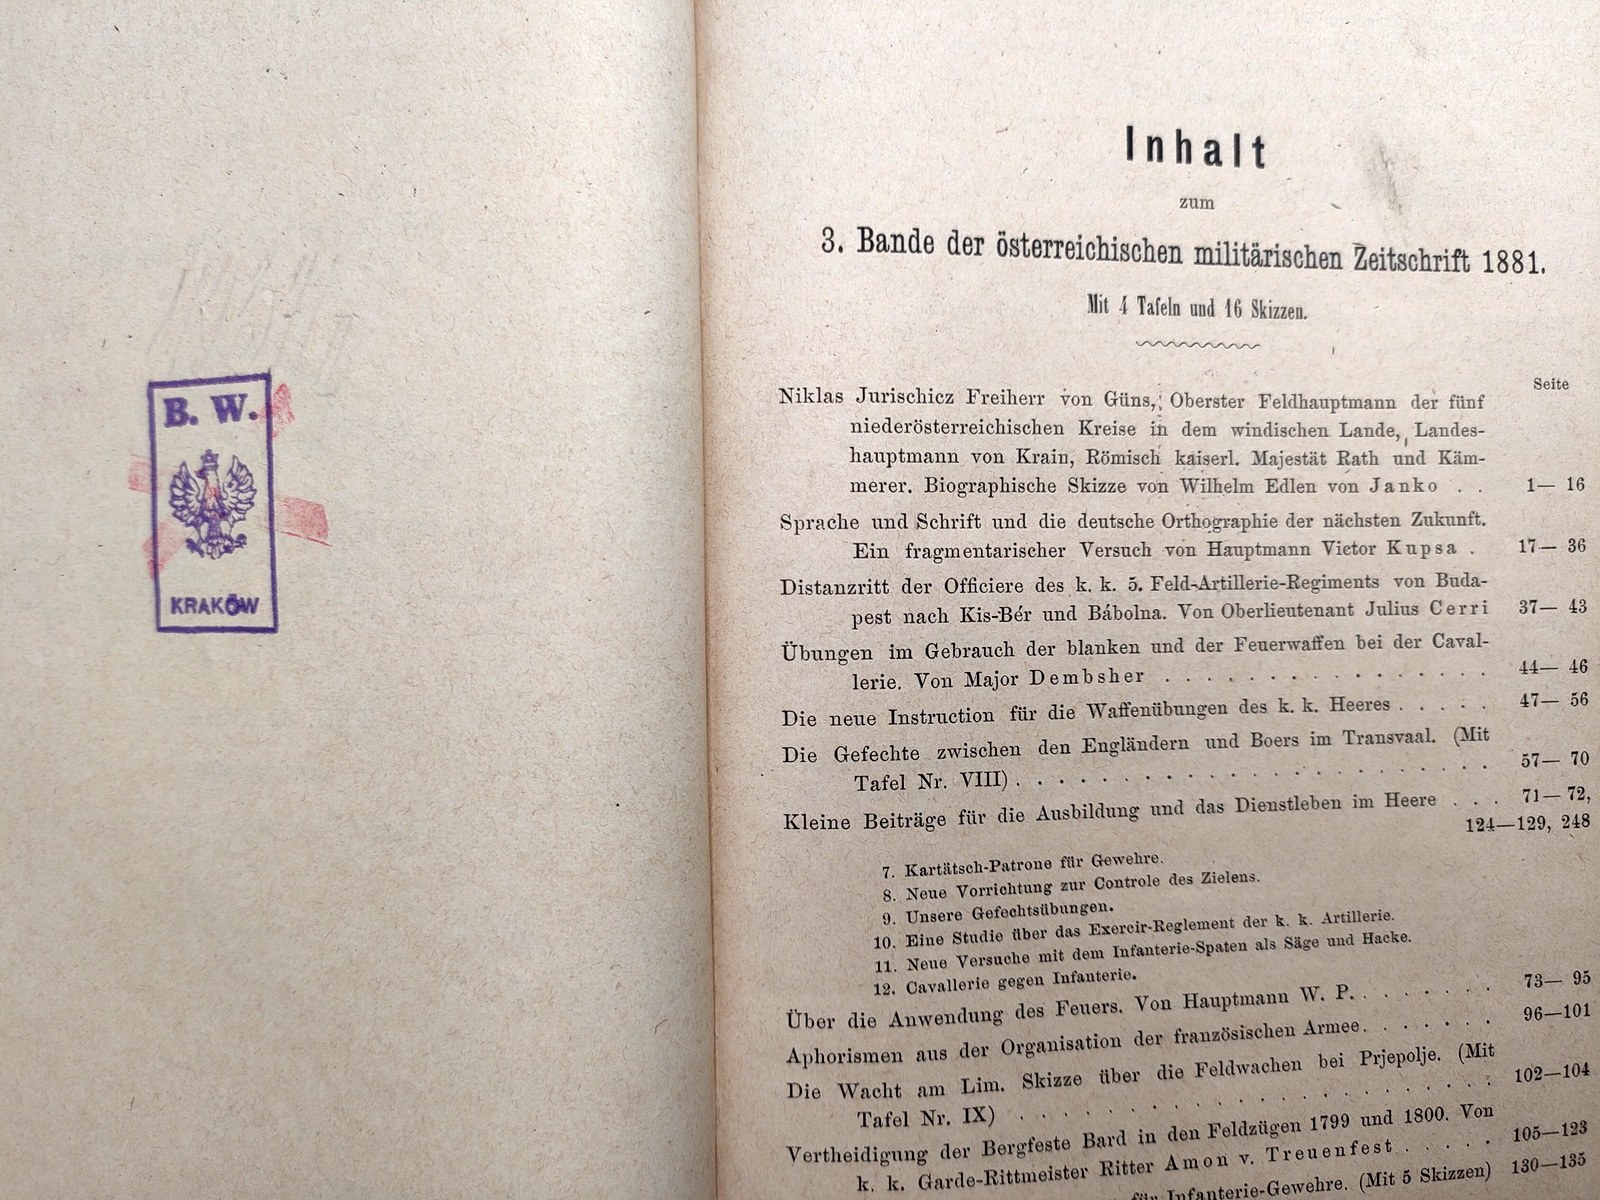 B. W.
KRAKÓW
Inhalt
zum
3. Bande der österreichischen militärischen Zeitschrift 1881.
Mit 4 Tafeln und 16 Skizzen.
Seite
Niklas Jurischicz Freiherr von Güns, Oberster Feldhauptmann der fünf
niederösterreichischen Kreise in dem windischen Lande, Landes-
hauptmann von Krain, Römisch kaiserl. Majestät Rath und Käm-
merer. Biographische Skizze von Wilhelm Edlen von Janko . . 1— 16
Sprache und Schrift und die deutsche Orthographie der nächsten Zukunft.
Ein fragmentarischer Versuch von Hauptmann Victor Kupsa . 17— 36
Distanzritt der Officiere des k. k. 5. Feld-Artillerie-Regiments von Buda-
pest nach Kis-Bér und Bábolna. Von Oberlieutenant Julius Cerri 37— 43
Übungen im Gebrauch der blanken und der Feuerwaffen bei der Caval-
lerie. Von Major Dembsher . . . . . . . . . . . . . . . 44— 46
Die neue Instruction für die Waffenübungen des k. k. Heeres . . . . . 47— 56
Die Gefechte zwischen den Engländern und Boers im Transvaal. (Mit
Tafel Nr. VIII) . . . . . . . . . . . . . . . . . . 57— 70
Kleine Beiträge für die Ausbildung und das Dienstleben im Heere . . . 71— 72,
124—129, 248
7. Kartätsch-Patrone für Gewehre.
8. Neue Vorrichtung zur Controle des Zielens.
9. Unsere Gefechtsübungen.
10. Eine Studie über das Exercir-Reglement der k. k. Artillerie.
11. Neue Versuche mit dem Infanterie-Spaten als Säge und Hacke.
12. Cavallerie gegen Infanterie.
Über die Anwendung des Feuers. Von Hauptmann W. P. . . . . . . 73— 95
Aphorismen aus der Organisation der französischen Armee. . . . . . . 96—101
Die Wacht am Lim. Skizze über die Feldwachen bei Prjepolje. (Mit
Tafel Nr. IX) . . . . . . . . . . . . . . . . . . 102—104
Vertheidigung der Bergfeste Bard in den Feldzügen 1799 und 1800. Von
k. k. Garde-Rittmeister Ritter Amon v. Treuenfest . . . . . 105—123
für Infanterie-Gewehre. (Mit 5 Skizzen) 130—135